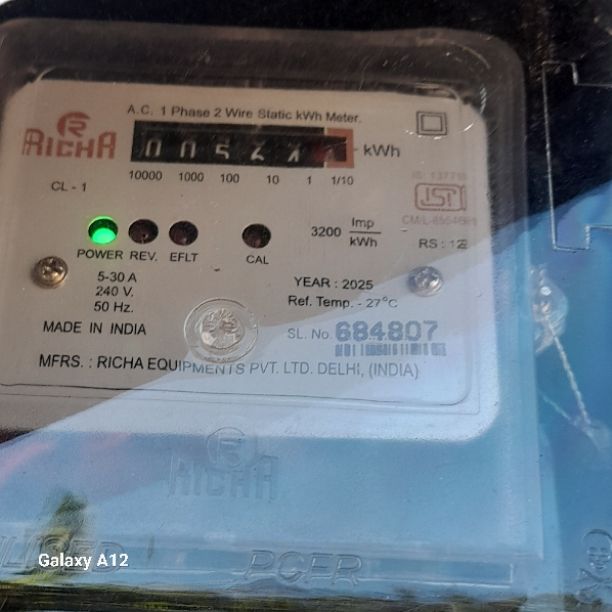 A.C. 1 Phase 2 Wire Static kWh Meter.
RICHA
kWh
10000 1000 100 10 1 1/10
CL - 1
3200 Imp/kWh
RS : 12
POWER REV. EFLT CAL
5-30 A
240 V.
50 Hz.
YEAR : 2025
Ref. Temp. - 27°C
MADE IN INDIA
SL. No. 684807
MFRS. : RICHA EQUIPMENTS PVT. LTD. DELHI, (INDIA)
RICHA
Galaxy A12